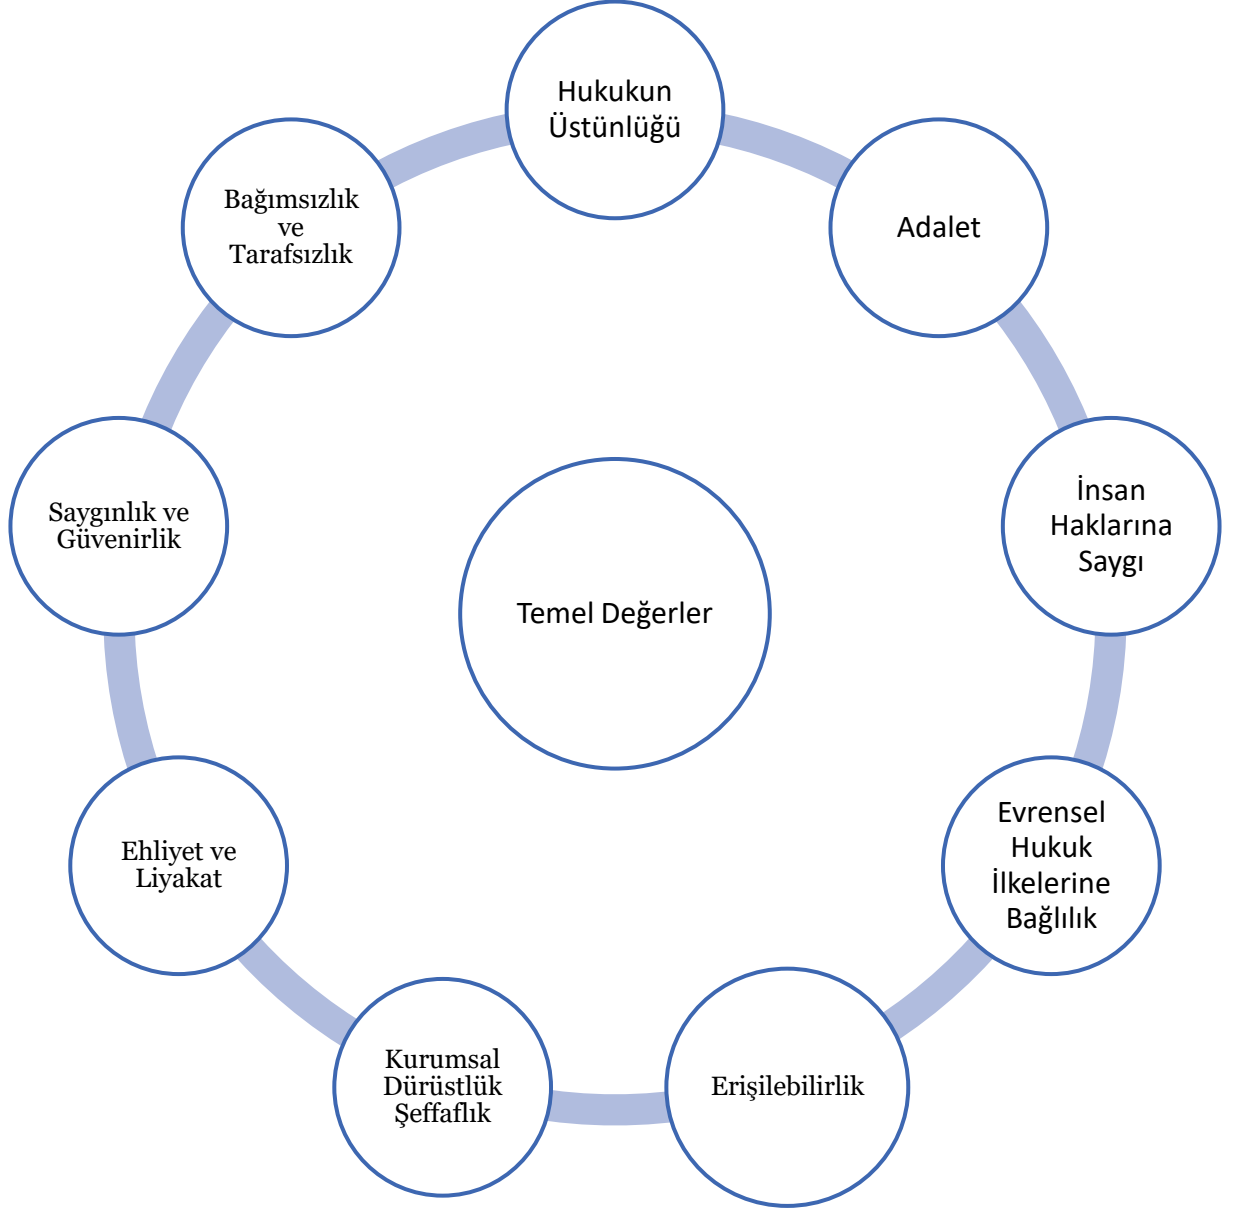 Hukukun
Üstünlüğü
Adalet
İnsan
Haklarına
Saygı
Evrensel
Hukuk
İlkelerine
Bağlılık
Erişilebilirlik
Kurumsal
Dürüstlük
Şeffaflık
Ehliyet ve
Liyakat
Saygınlık ve
Güvenirlik
Bağımsızlık
ve
Tarafsızlık
Temel Değerler